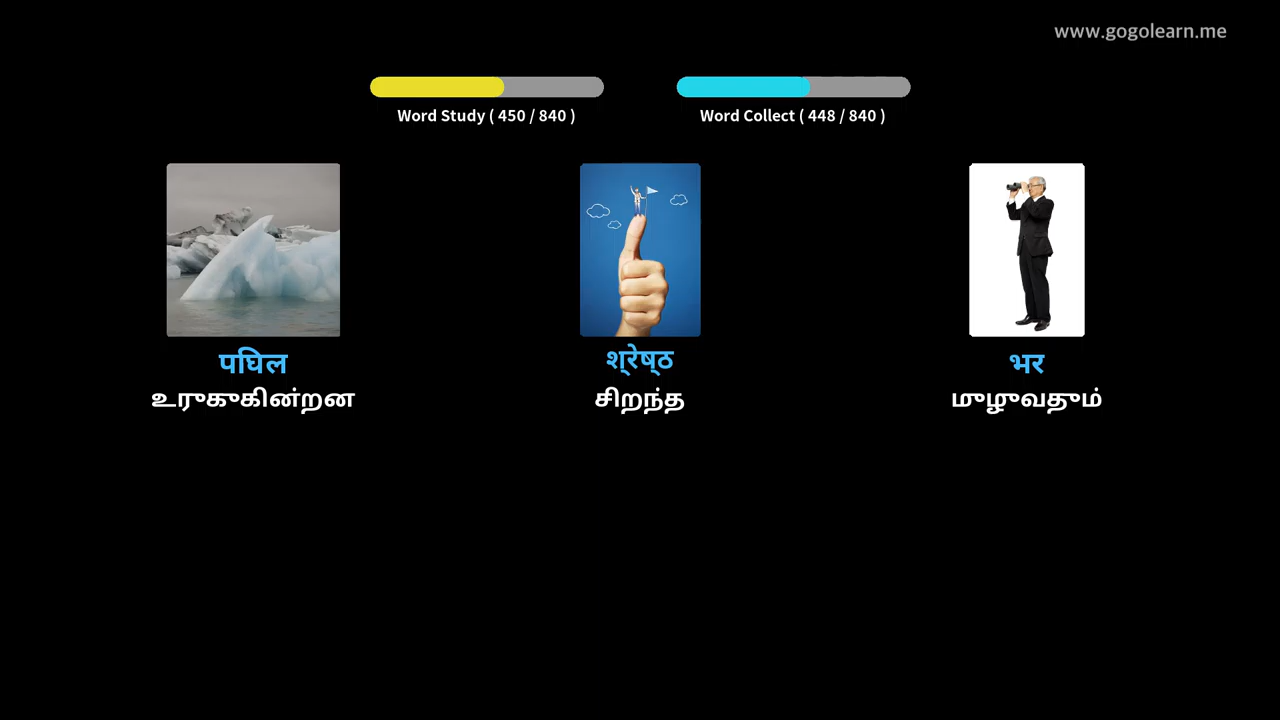 www.gogolearn.me
Word Study ( 450 / 840 )
Word Collect ( 448 / 840 )
पघिल
श्रेष्ठ
भर
உருகுகின்றன
சிறந்த
முழுவதும்